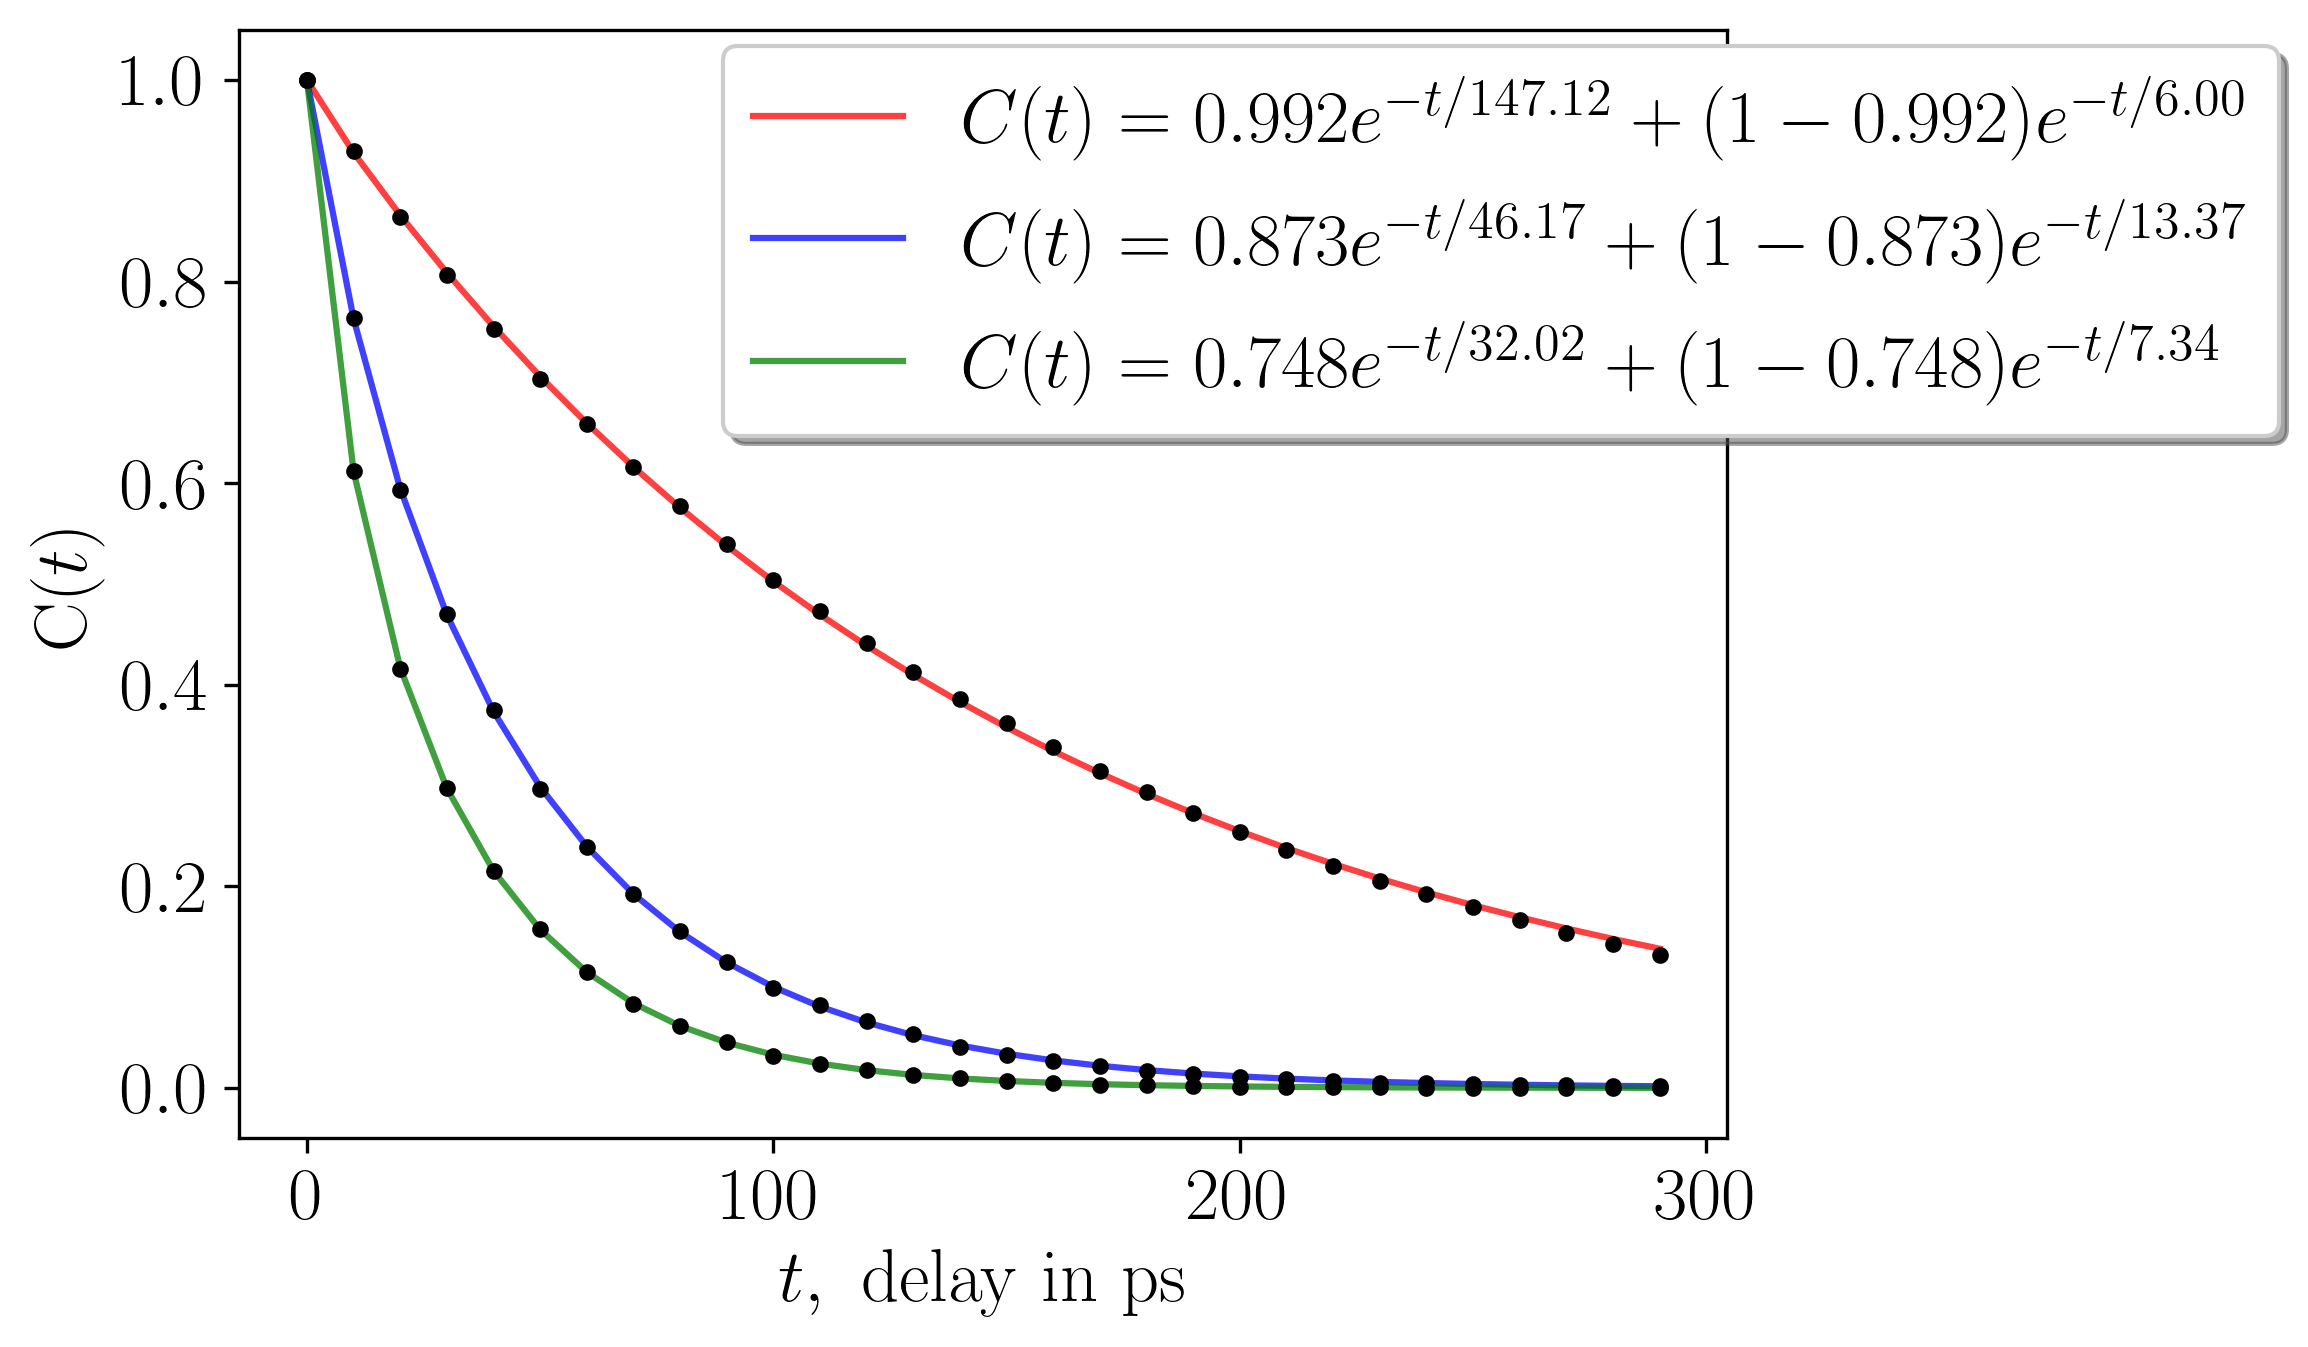 1.0
0.8
0.6
0.4
0.2
0.0
C(t)
C(t) = 0.992e^{-t/147.12} + (1 − 0.992)e^{-t/6.00}
C(t) = 0.873e^{-t/46.17} + (1 − 0.873)e^{-t/13.37}
C(t) = 0.748e^{-t/32.02} + (1 − 0.748)e^{-t/7.34}
0 100 200 300
t, delay in ps